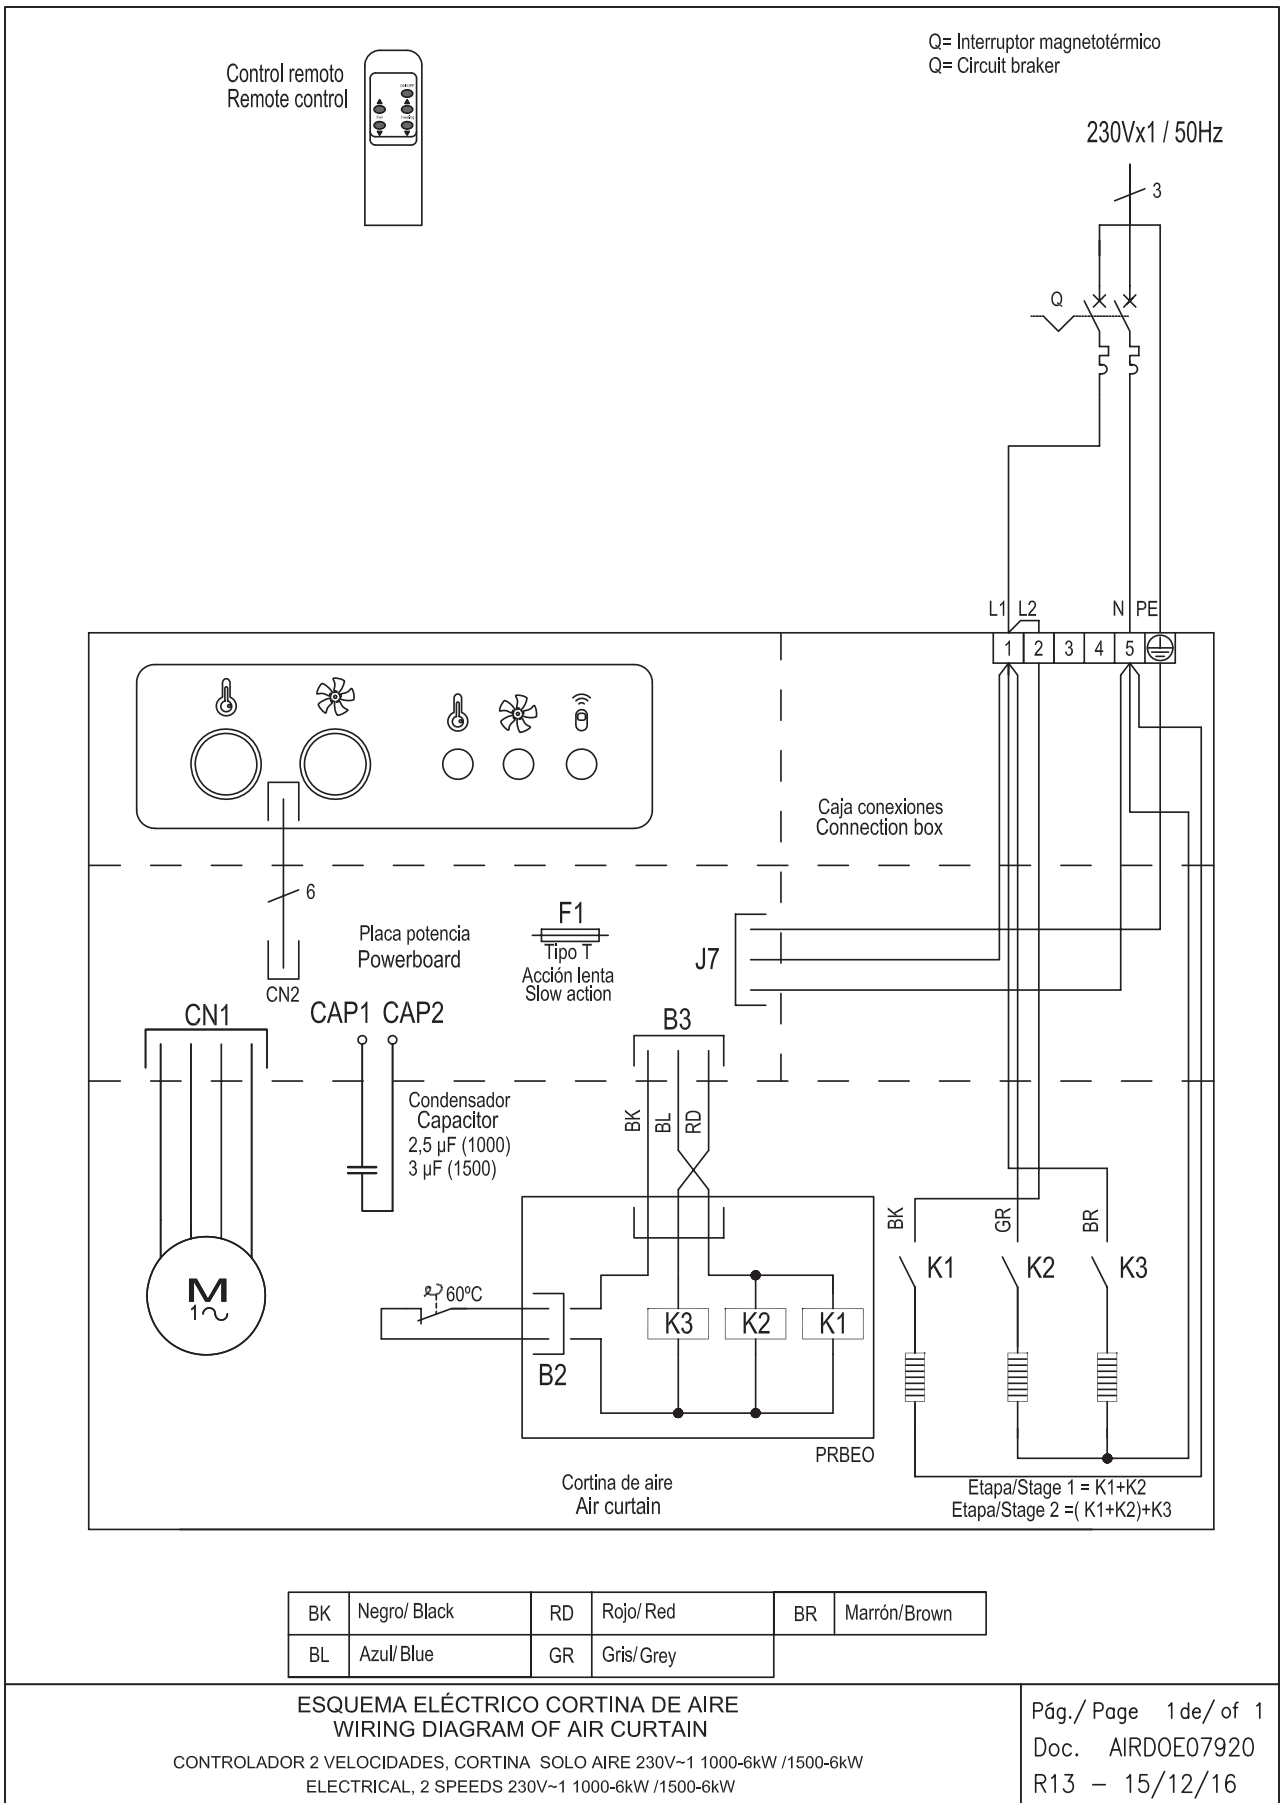 Q= Interruptor magnetotérmico
Q= Circuit braker
Control remoto
Remote control
ON/OFF
Fan
Heating
230Vx1 / 50Hz
3
Q
L1
L2
N
PE
1
2
3
4
5
Caja conexiones
Connection box
6
CN2
Placa potencia
Powerboard
F1
Tipo T
Acción lenta
Slow action
J7
CN1
CAP1
CAP2
B3
Condensador
Capacitor
2,5 µF (1000)
3 µF (1500)
BK
BL
RD
BK
GR
BR
K1
K2
K3
M
1~
60ºC
B2
K3
K2
K1
PRBEO
Cortina de aire
Air curtain
Etapa/Stage 1 = K1+K2
Etapa/Stage 2 =( K1+K2)+K3
BK Negro/ Black RD Rojo/ Red BR Marrón/Brown
BL Azul/ Blue GR Gris/ Grey
ESQUEMA ELÉCTRICO CORTINA DE AIRE
WIRING DIAGRAM OF AIR CURTAIN
CONTROLADOR 2 VELOCIDADES, CORTINA SOLO AIRE 230V~1 1000-6kW /1500-6kW
ELECTRICAL, 2 SPEEDS 230V~1 1000-6kW /1500-6kW
Pág./ Page 1 de/ of 1
Doc. AIRDOE07920
R13 - 15/12/16